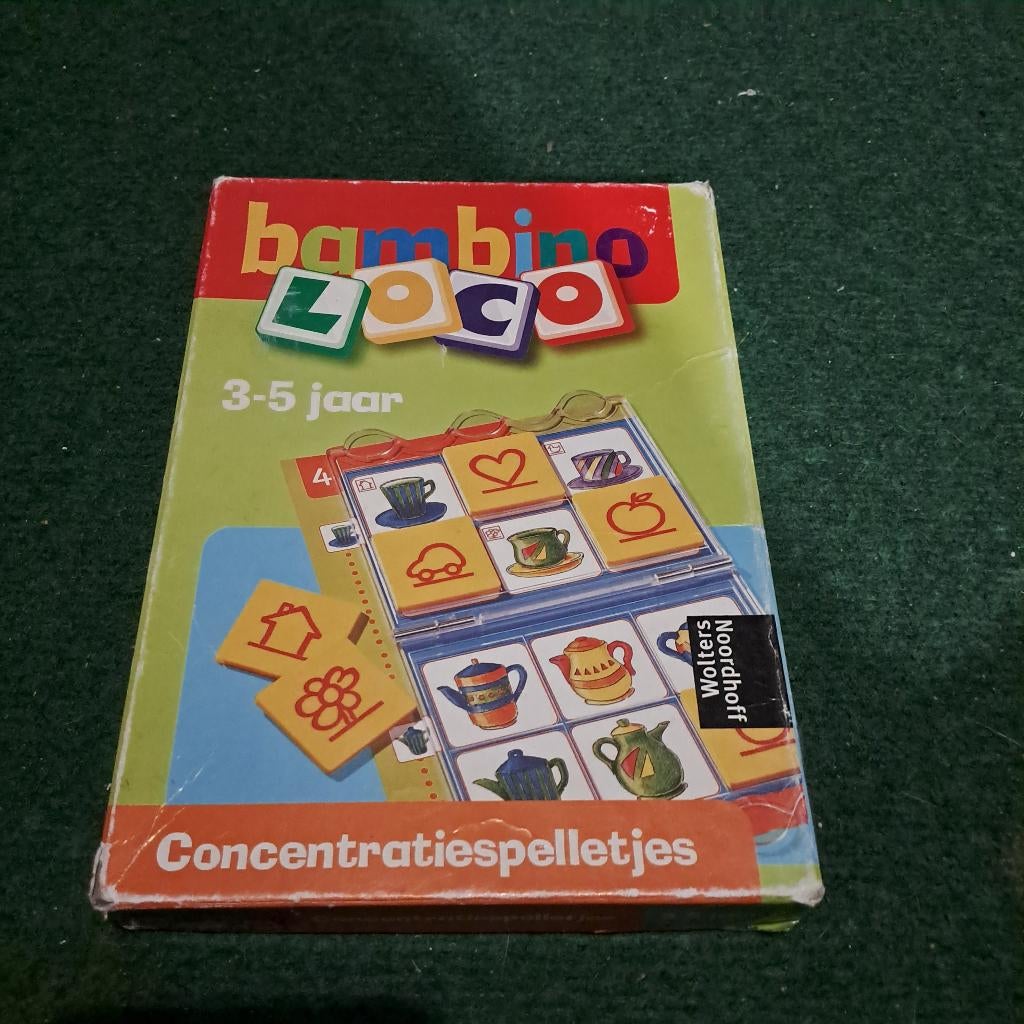 bambino
LOCO
3-5 jaar
4
Wolters
Noordhoff
Concentratiespelletjes